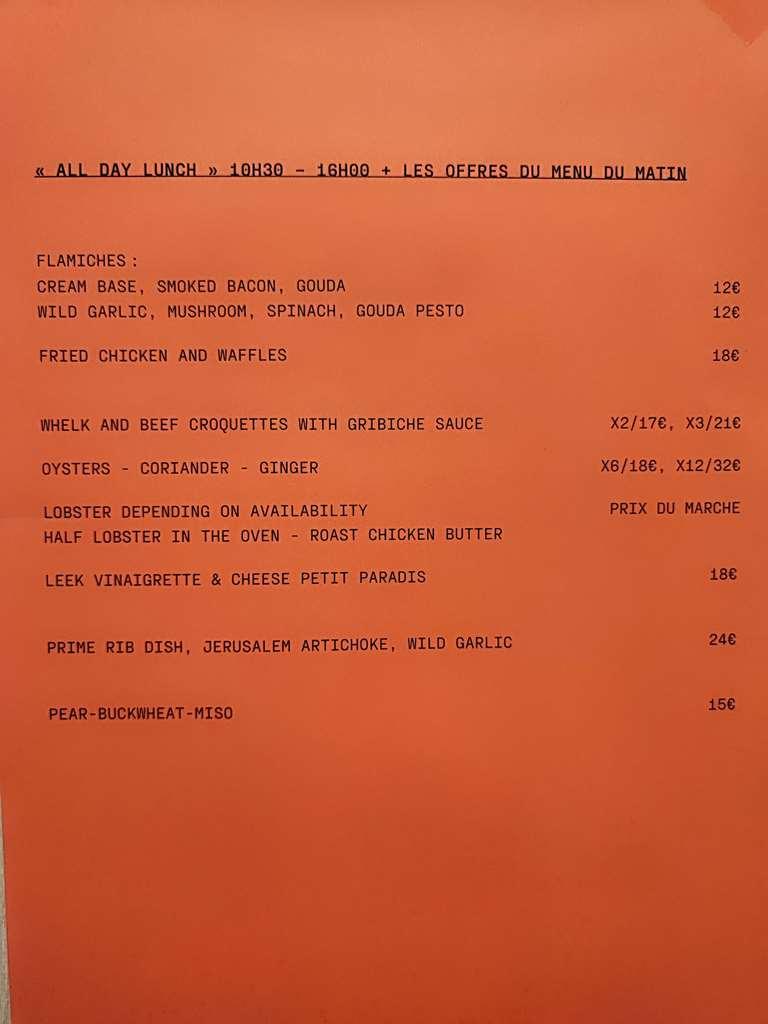 « ALL DAY LUNCH » 10H30 – 16H00 + LES OFFRES DU MENU DU MATIN
FLAMICHES :
CREAM BASE, SMOKED BACON, GOUDA 12€
WILD GARLIC, MUSHROOM, SPINACH, GOUDA PESTO 12€
FRIED CHICKEN AND WAFFLES 18€
WHELK AND BEEF CROQUETTES WITH GRIBICHE SAUCE X2/17€, X3/21€
OYSTERS - CORIANDER - GINGER X6/18€, X12/32€
LOBSTER DEPENDING ON AVAILABILITY PRIX DU MARCHE
HALF LOBSTER IN THE OVEN - ROAST CHICKEN BUTTER
LEEK VINAIGRETTE & CHEESE PETIT PARADIS 18€
PRIME RIB DISH, JERUSALEM ARTICHOKE, WILD GARLIC 24€
PEAR-BUCKWHEAT-MISO 15€